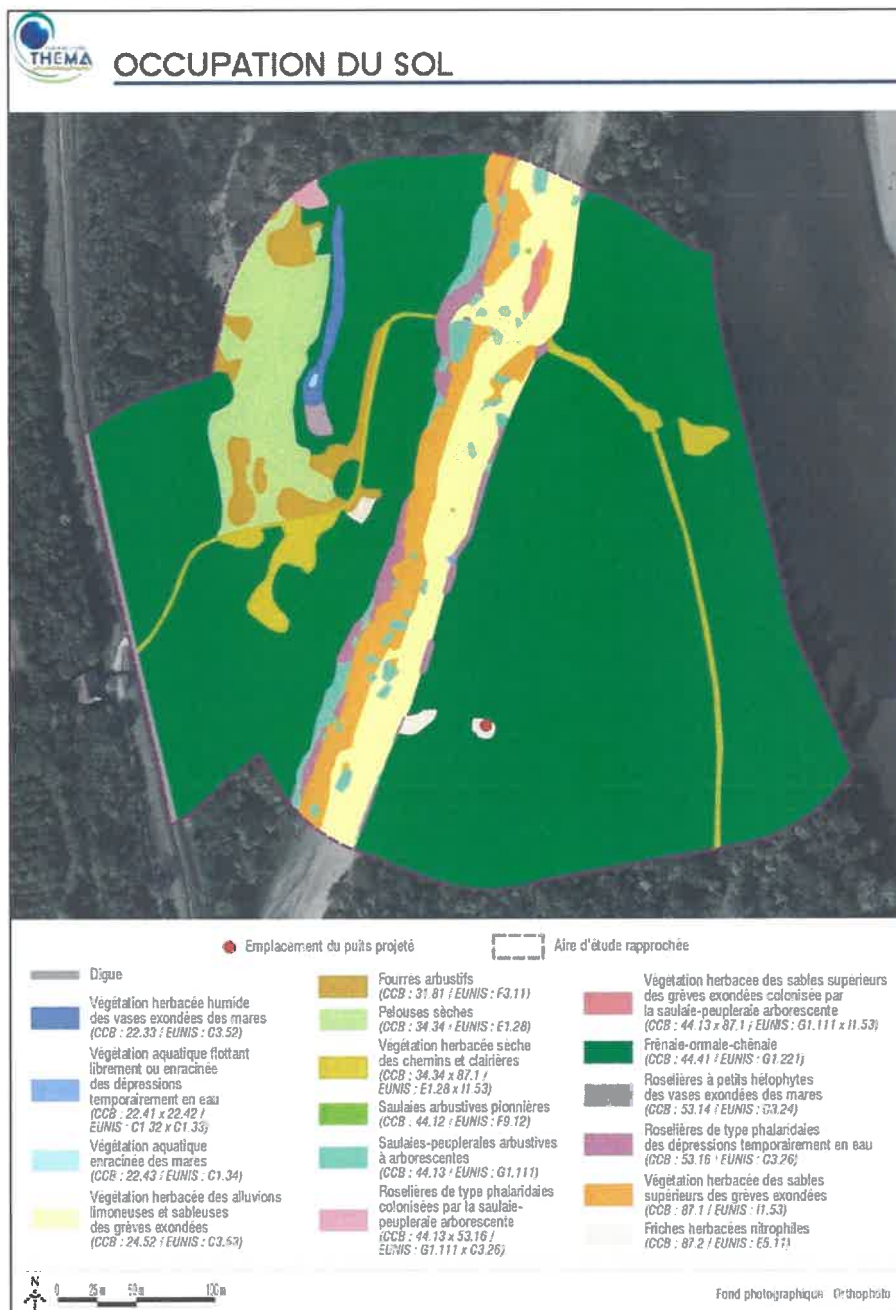 THEMA
OCCUPATION DU SOL
Emplacement du puits projeté
Aire d'étude rapprochée
Digue
Végétation herbacée humide
des vases exondées des mares
(CCB : 22.33 / EUNIS : C3.52)
Végétation aquatique flottant
librement ou enracinée
des dépressions
temporairement en eau
(CCB : 22.41 x 22.42 /
EUNIS : C1.32 x C1.33)
Végétation aquatique
enracinée des mares
(CCB : 22.43 / EUNIS : C1.34)
Végétation herbacée des alluvions
limoneuses et sableuses
des grèves exondées
(CCB : 24.52 / EUNIS : C3.53)
Fourrés arbustifs
(CCB : 31.81 / EUNIS : F3.11)
Pelouses sèches
(CCB : 34.34 / EUNIS : E1.28)
Végétation herbacée sèche
des chemins et clairières
(CCB : 34.34 x 87.1 /
EUNIS : E1.28 x I1.53)
Saulaies arbustives pionnières
(CCB : 44.12 / EUNIS : F9.12)
Saulaies-peupleraies arbustives
à arborescentes
(CCB : 44.13 / EUNIS : G1.111)
Roselières de type phalaridaies
colonisées par la saulaie-
peupleraie arborescente
(CCB : 44.13 x 53.16 /
EUNIS : G1.111 x C3.26)
Végétation herbacée des sables supérieurs
des grèves exondées colonisée par
la saulaie-peupleraie arborescente
(CCB : 44.13 x 87.1 / EUNIS : G1.111 x I1.53)
Frênaie-ormaie-chênaie
(CCB : 44.41 / EUNIS : G1.221)
Roselières à petits hélophytes
des vases exondées des mares
(CCB : 53.14 / EUNIS : C3.24)
Roselières de type phalaridaies
des dépressions temporairement en eau
(CCB : 53.16 / EUNIS : C3.26)
Végétation herbacée des sables
supérieurs des grèves exondées
(CCB : 87.1 / EUNIS : I1.53)
Friches herbacées nitrophiles
(CCB : 87.2 / EUNIS : E5.11)
N
0 25 m 50 m 100 m
Fond photographique : Orthophoto